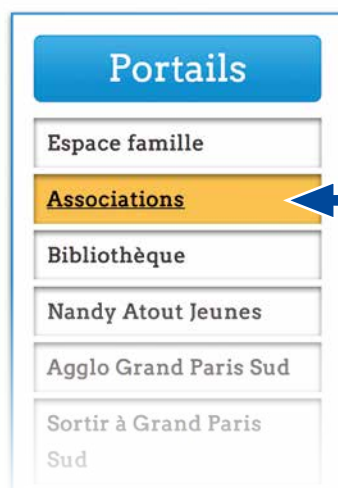 Portails
Espace famille
Associations
Bibliothèque
Nandy Atout Jeunes
Agglo Grand Paris Sud
Sortir à Grand Paris
Sud